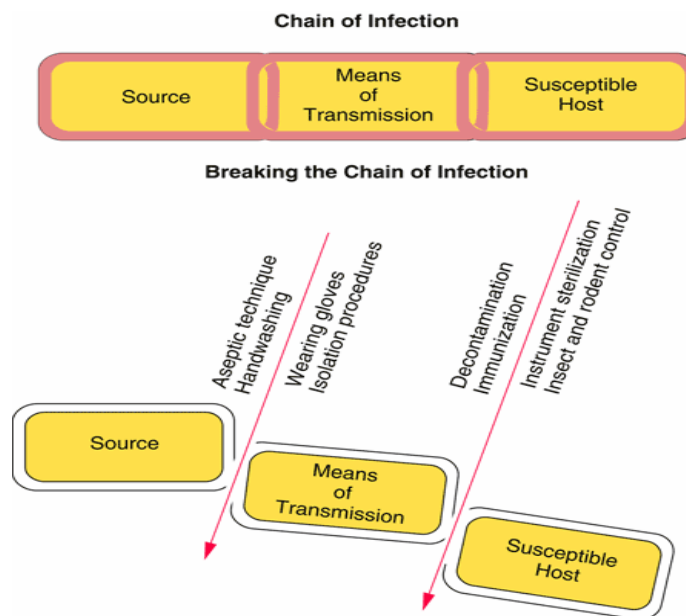 Chain of Infection
Source
Means
of
Transmission
Susceptible
Host
Breaking the Chain of Infection
Aseptic technique
Handwashing
Wearing gloves
Isolation procedures
Decontamination
Immunization
Instrument sterilization
Insect and rodent control
Source
Means
of
Transmission
Susceptible
Host